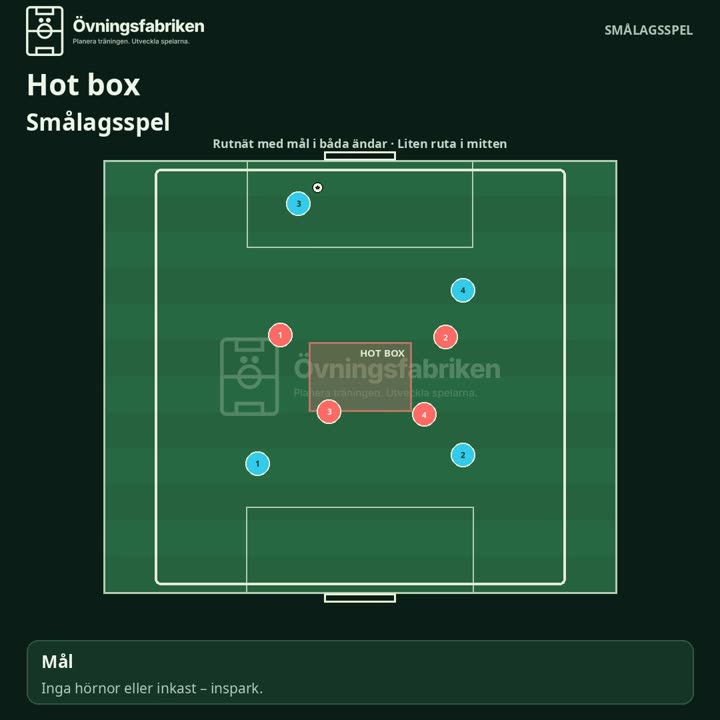 Övningsfabriken
Planera träningen. Utveckla spelarna.
SMÅLAGSSPEL
Hot box
Smålagsspel
Rutnät med mål i båda ändar · Liten ruta i mitten
3
4
1
2
HOT BOX
Övningsfabriken
Planera träningen. Utveckla spelarna.
3
4
1
2
Mål
Inga hörnor eller inkast – inspark.